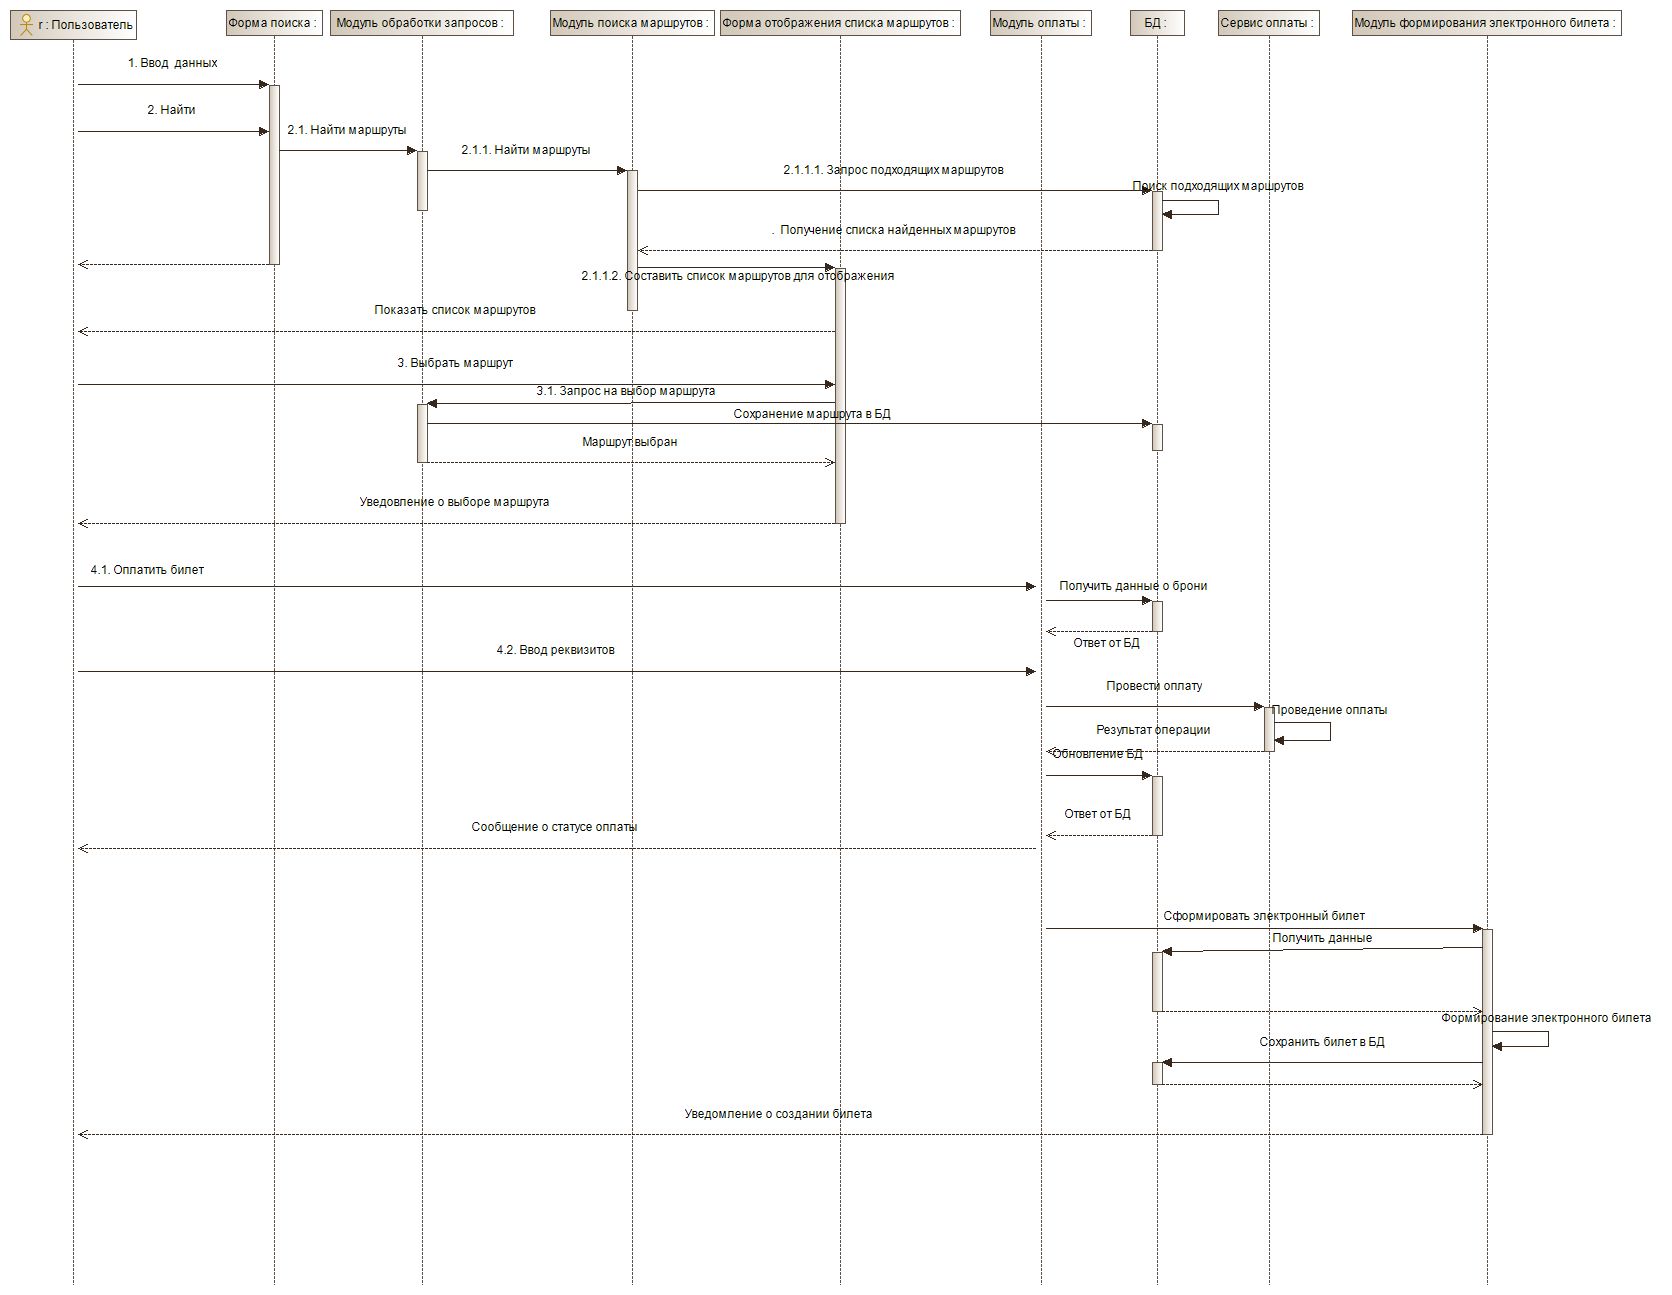 r : Пользователь
Форма поиска :
Модуль обработки запросов :
Модуль поиска маршрутов :
Форма отображения списка маршрутов :
Модуль оплаты :
БД :
Сервис оплаты :
Модуль формирования электронного билета :
1. Ввод данных
2. Найти
2.1. Найти маршруты
2.1.1. Найти маршруты
2.1.1.1. Запрос подходящих маршрутов
Поиск подходящих маршрутов
. Получение списка найденных маршрутов
2.1.1.2. Составить список маршрутов для отображения
Показать список маршрутов
3. Выбрать маршрут
3.1. Запрос на выбор маршрута
Сохранение маршрута в БД
Маршрут выбран
Уведовление о выборе маршрута
4.1. Оплатить билет
Получить данные о брони
Ответ от БД
4.2. Ввод реквизитов
Провести оплату
Проведение оплаты
Результат операции
Обновление БД
Ответ от БД
Сообщение о статусе оплаты
Сформировать электронный билет
Получить данные
Формирование электронного билета
Сохранить билет в БД
Уведомление о создании билета